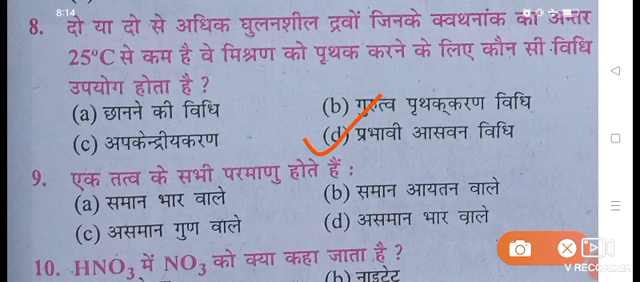 8:14
8. दो या दो से अधिक घुलनशील द्रवों जिनके क्वथनांक का अन्तर
25°C से कम है वे मिश्रण को पृथक करने के लिए कौन सी विधि
उपयोग होता है ?
(a) छानने की विधि (b) गुरुत्व पृथक्करण विधि
(c) अपकेन्द्रीयकरण (d) प्रभावी आसवन विधि
9. एक तत्व के सभी परमाणु होते हैं :
(a) समान भार वाले (b) समान आयतन वाले
(c) असमान गुण वाले (d) असमान भार वाले
10. HNO₃ में NO₃ को क्या कहा जाता है ?
(b) नाइट्रेट
V RECORDER